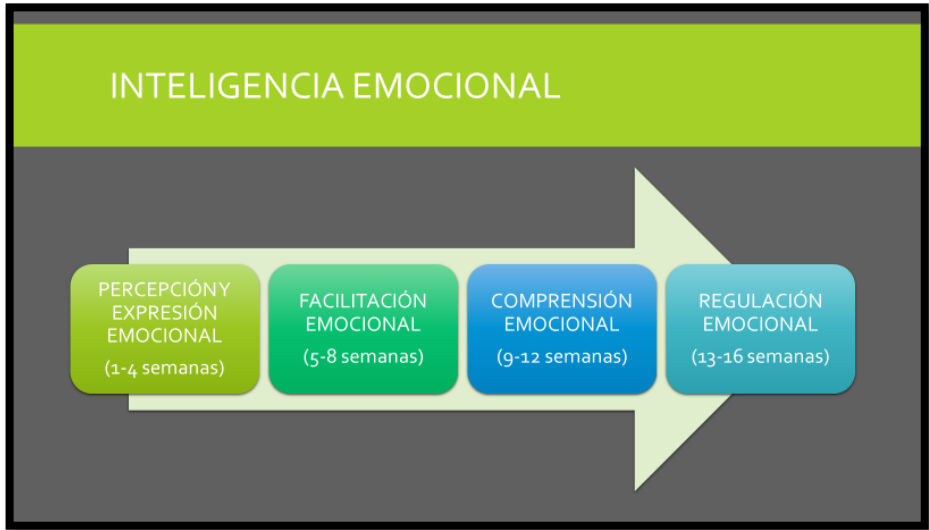 INTELIGENCIA EMOCIONAL
PERCEPCIÓN Y
EXPRESIÓN
EMOCIONAL
(1-4 semanas)
FACILITACIÓN
EMOCIONAL
(5-8 semanas)
COMPRENSIÓN
EMOCIONAL
(9-12 semanas)
REGULACIÓN
EMOCIONAL
(13-16 semanas)